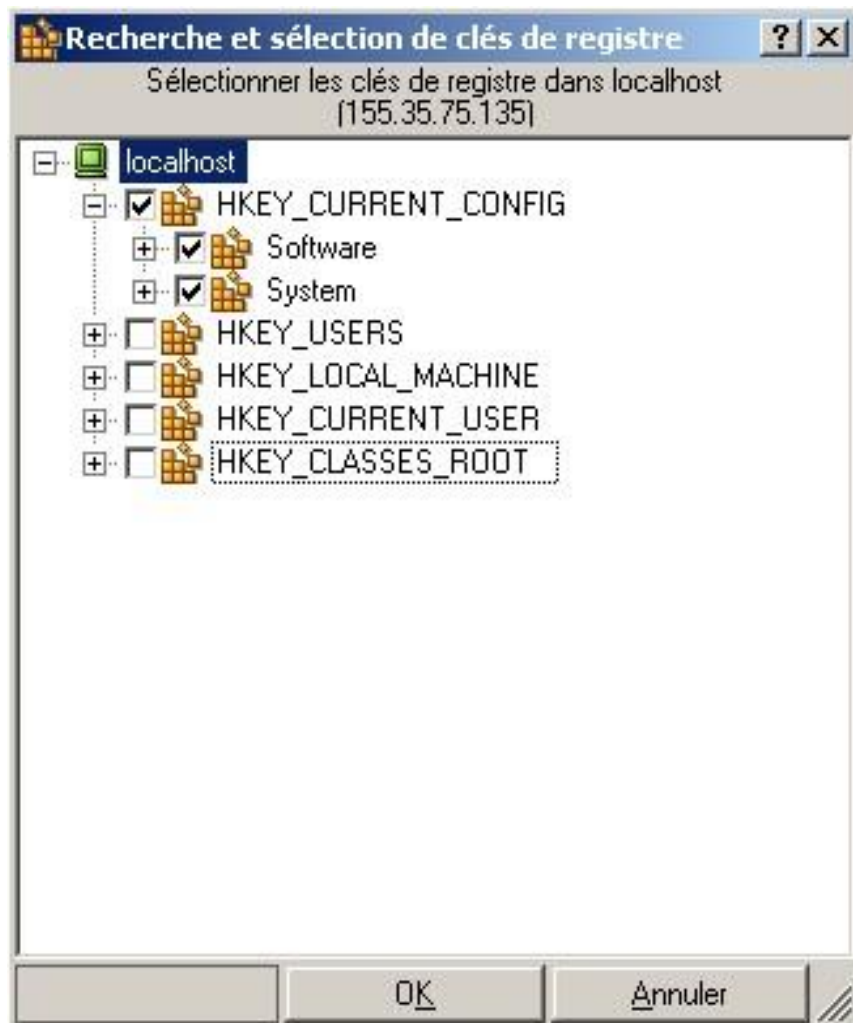 Recherche et sélection de clés de registre
Sélectionner les clés de registre dans localhost
(155.35.75.135)
localhost
HKEY_CURRENT_CONFIG
Software
System
HKEY_USERS
HKEY_LOCAL_MACHINE
HKEY_CURRENT_USER
HKEY_CLASSES_ROOT
OK
Annuler